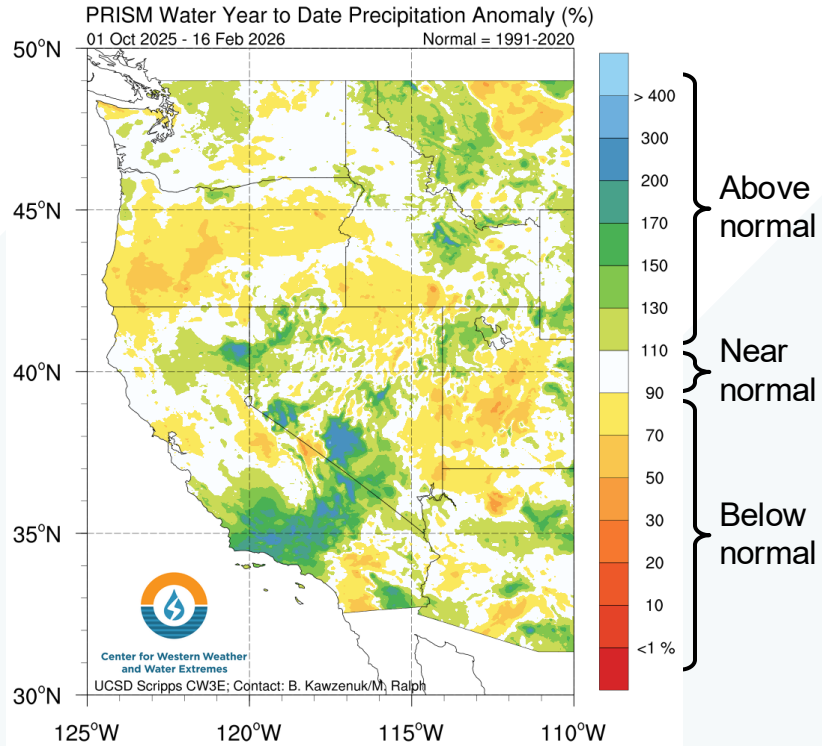 PRISM Water Year to Date Precipitation Anomaly (%)
01 Oct 2025 - 16 Feb 2026 Normal = 1991-2020
50°N
45°N
40°N
35°N
30°N
125°W 120°W 115°W 110°W
> 400
300
200
170
150
130
110
90
70
50
30
20
10
<1 %
Above
normal
Near
normal
Below
normal
Center for Western Weather
and Water Extremes
UCSD Scripps CW3E; Contact: B. Kawzenuk/M. Ralph